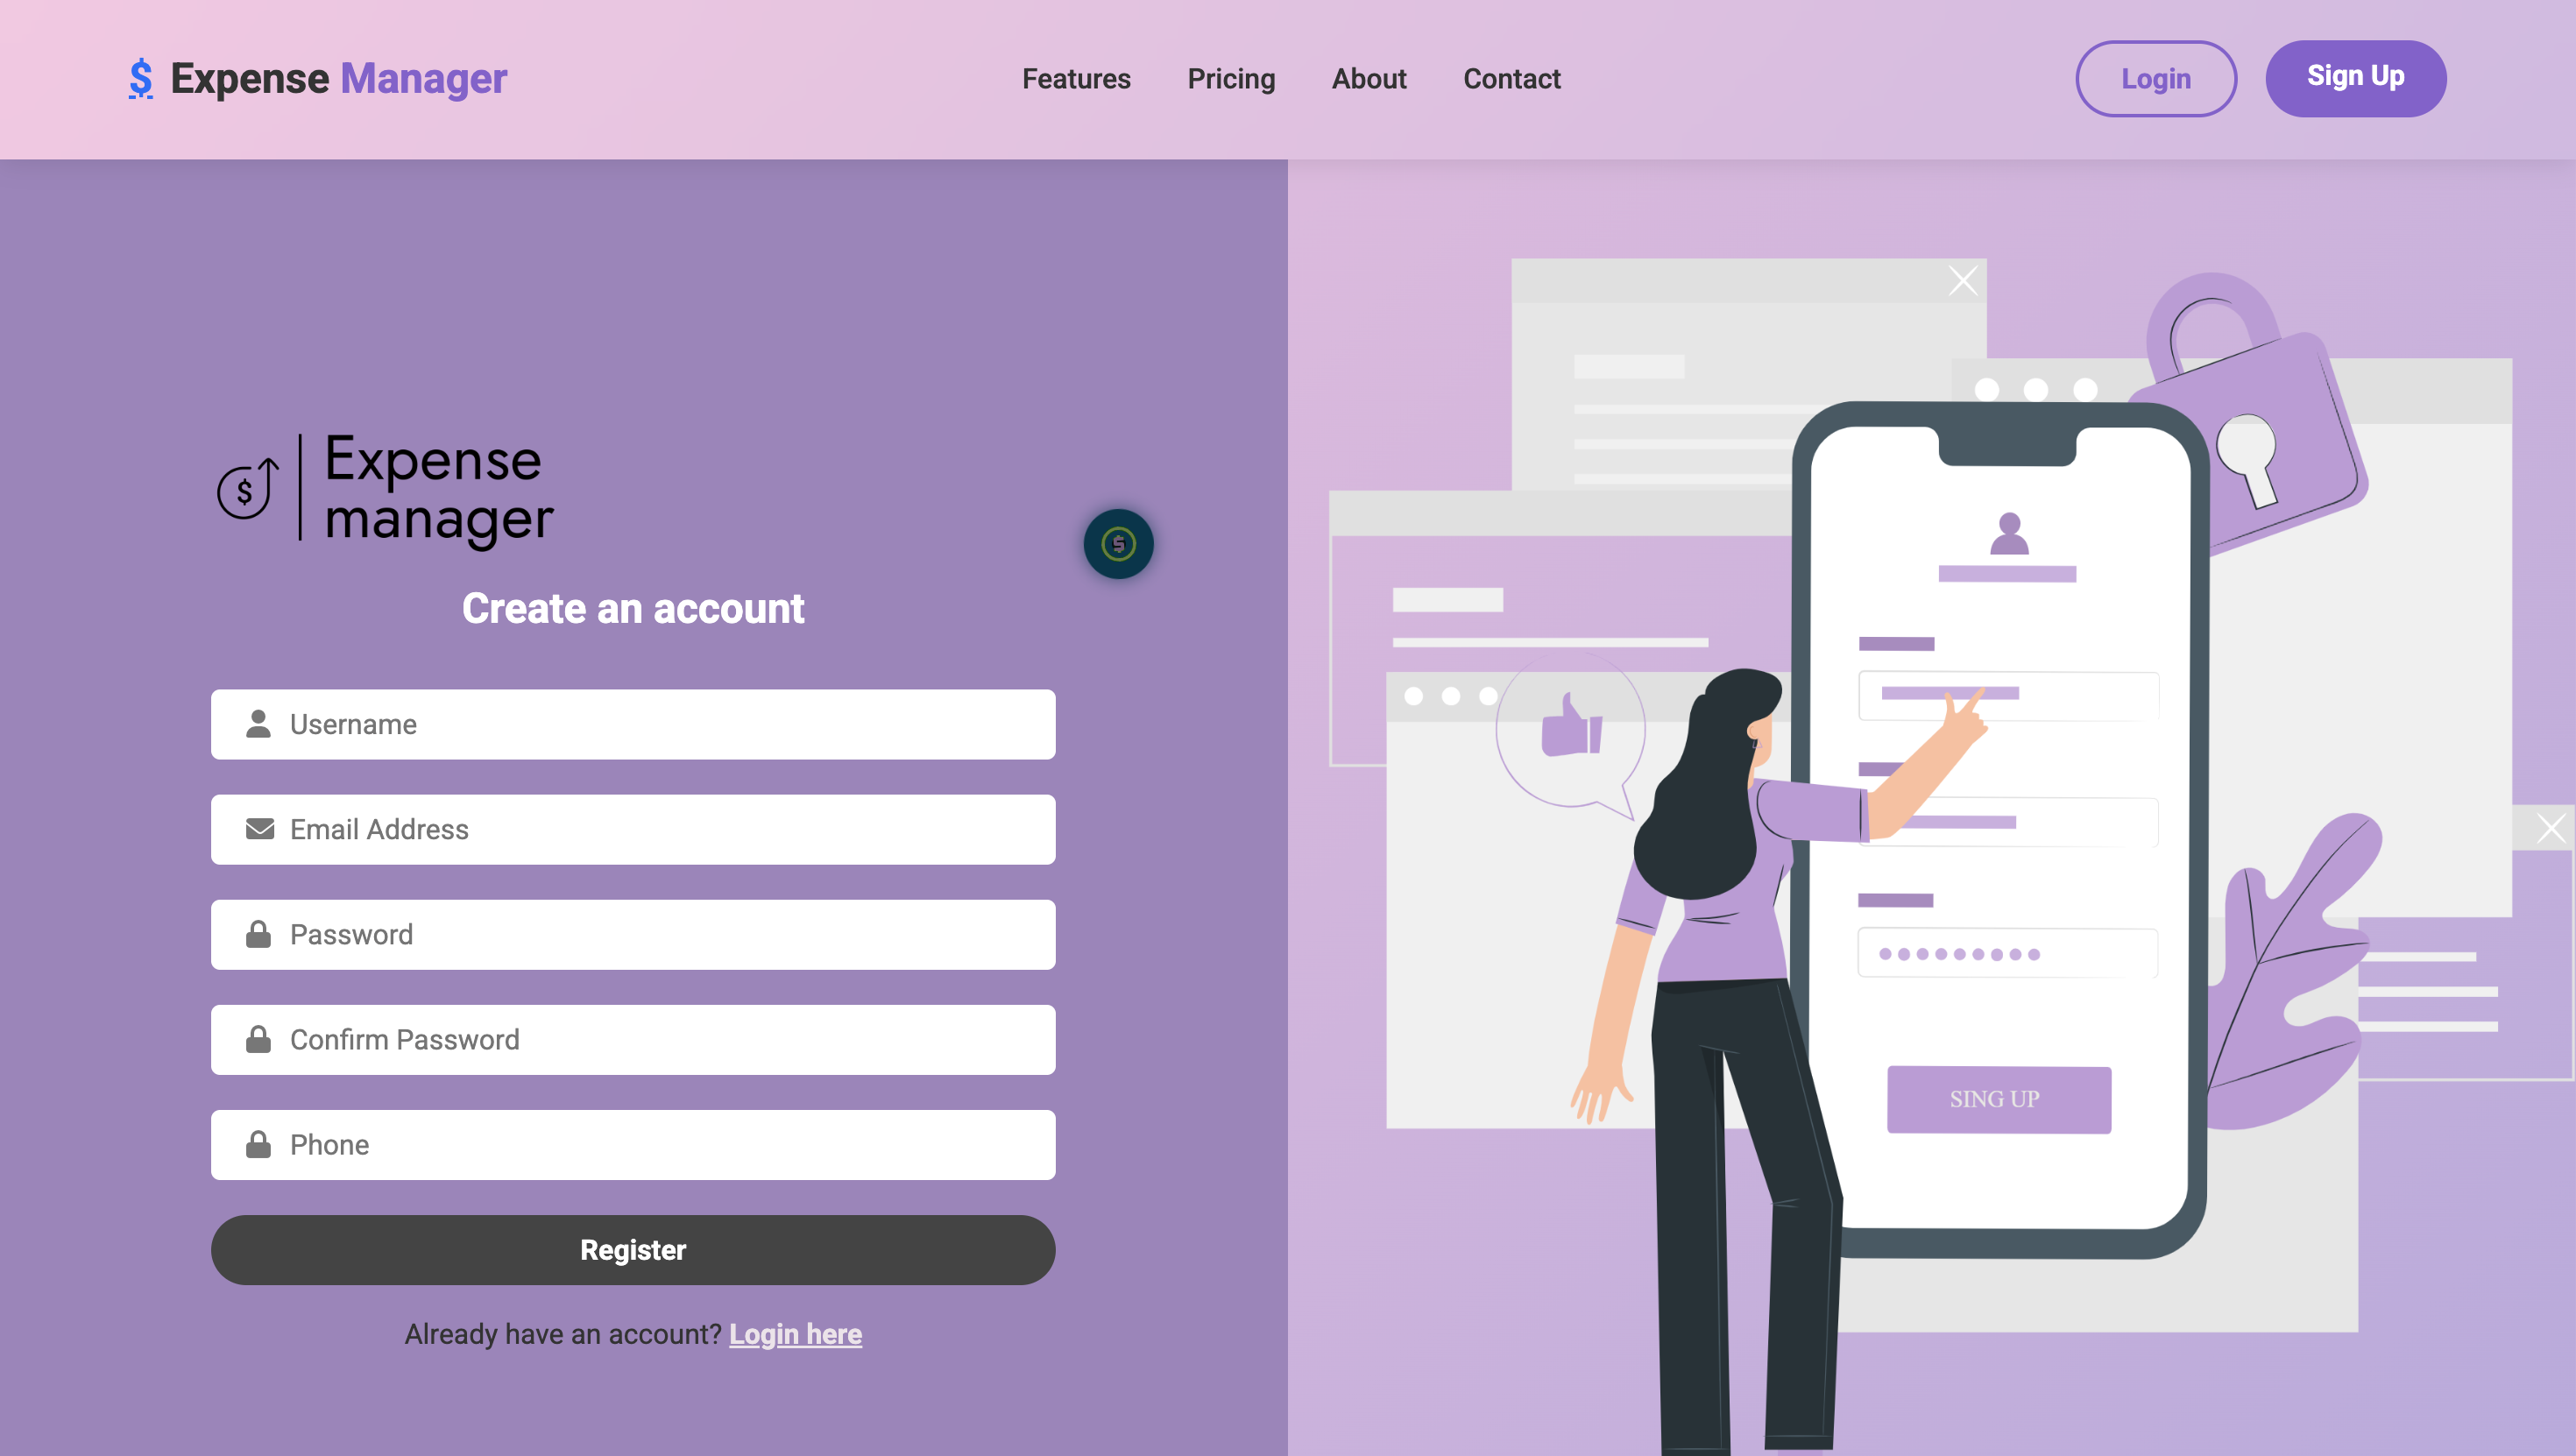 $ Expense Manager
Features
Pricing
About
Contact
Login
Sign Up
$
Expense
manager
Create an account
Username
Email Address
Password
Confirm Password
Phone
Register
Already have an account? Login here
SING UP